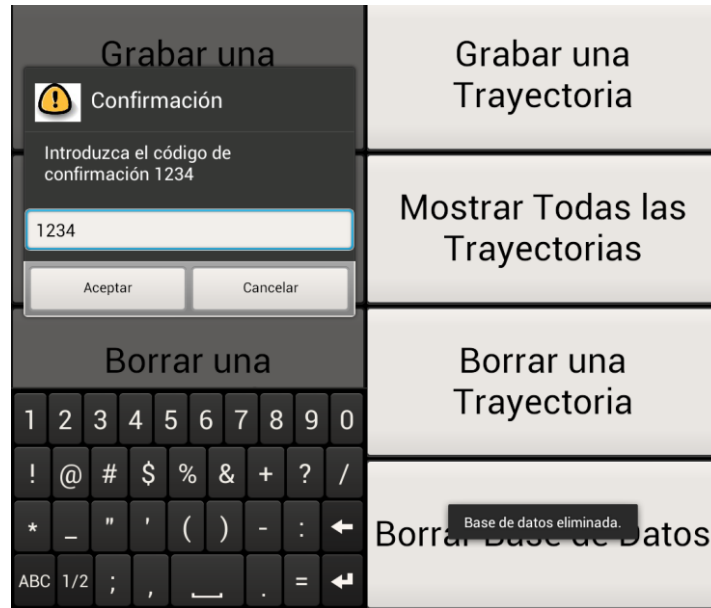 Grabar una
Confirmación
Introduzca el código de
confirmación 1234
1234
Aceptar
Cancelar
Borrar una
1 2 3 4 5 6 7 8 9 0
! @ # $ % & + ? /
* _ " ' ( ) - :
ABC 1/2 ; , . =
Grabar una
Trayectoria
Mostrar Todas las
Trayectorias
Borrar una
Trayectoria
Borrar Base de Datos
Base de datos eliminada.